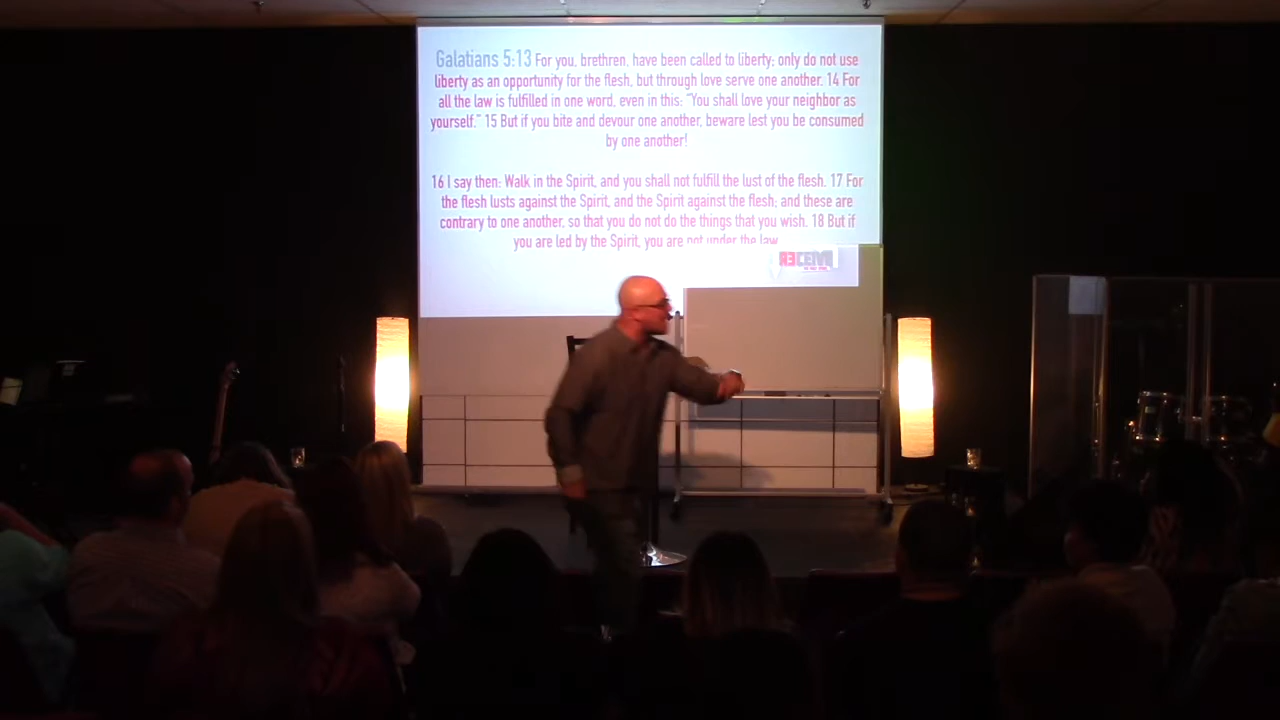 Galatians 5:13 For you, brethren, have been called to liberty; only do not use
liberty as an opportunity for the flesh, but through love serve one another. 14 For
all the law is fulfilled in one word, even in this: "You shall love your neighbor as
yourself." 15 But if you bite and devour one another, beware lest you be consumed
by one another!
16 I say then: Walk in the Spirit, and you shall not fulfill the lust of the flesh. 17 For
the flesh lusts against the Spirit, and the Spirit against the flesh; and these are
contrary to one another, so that you do not do the things that you wish. 18 But if
you are led by the Spirit, you are not under the law